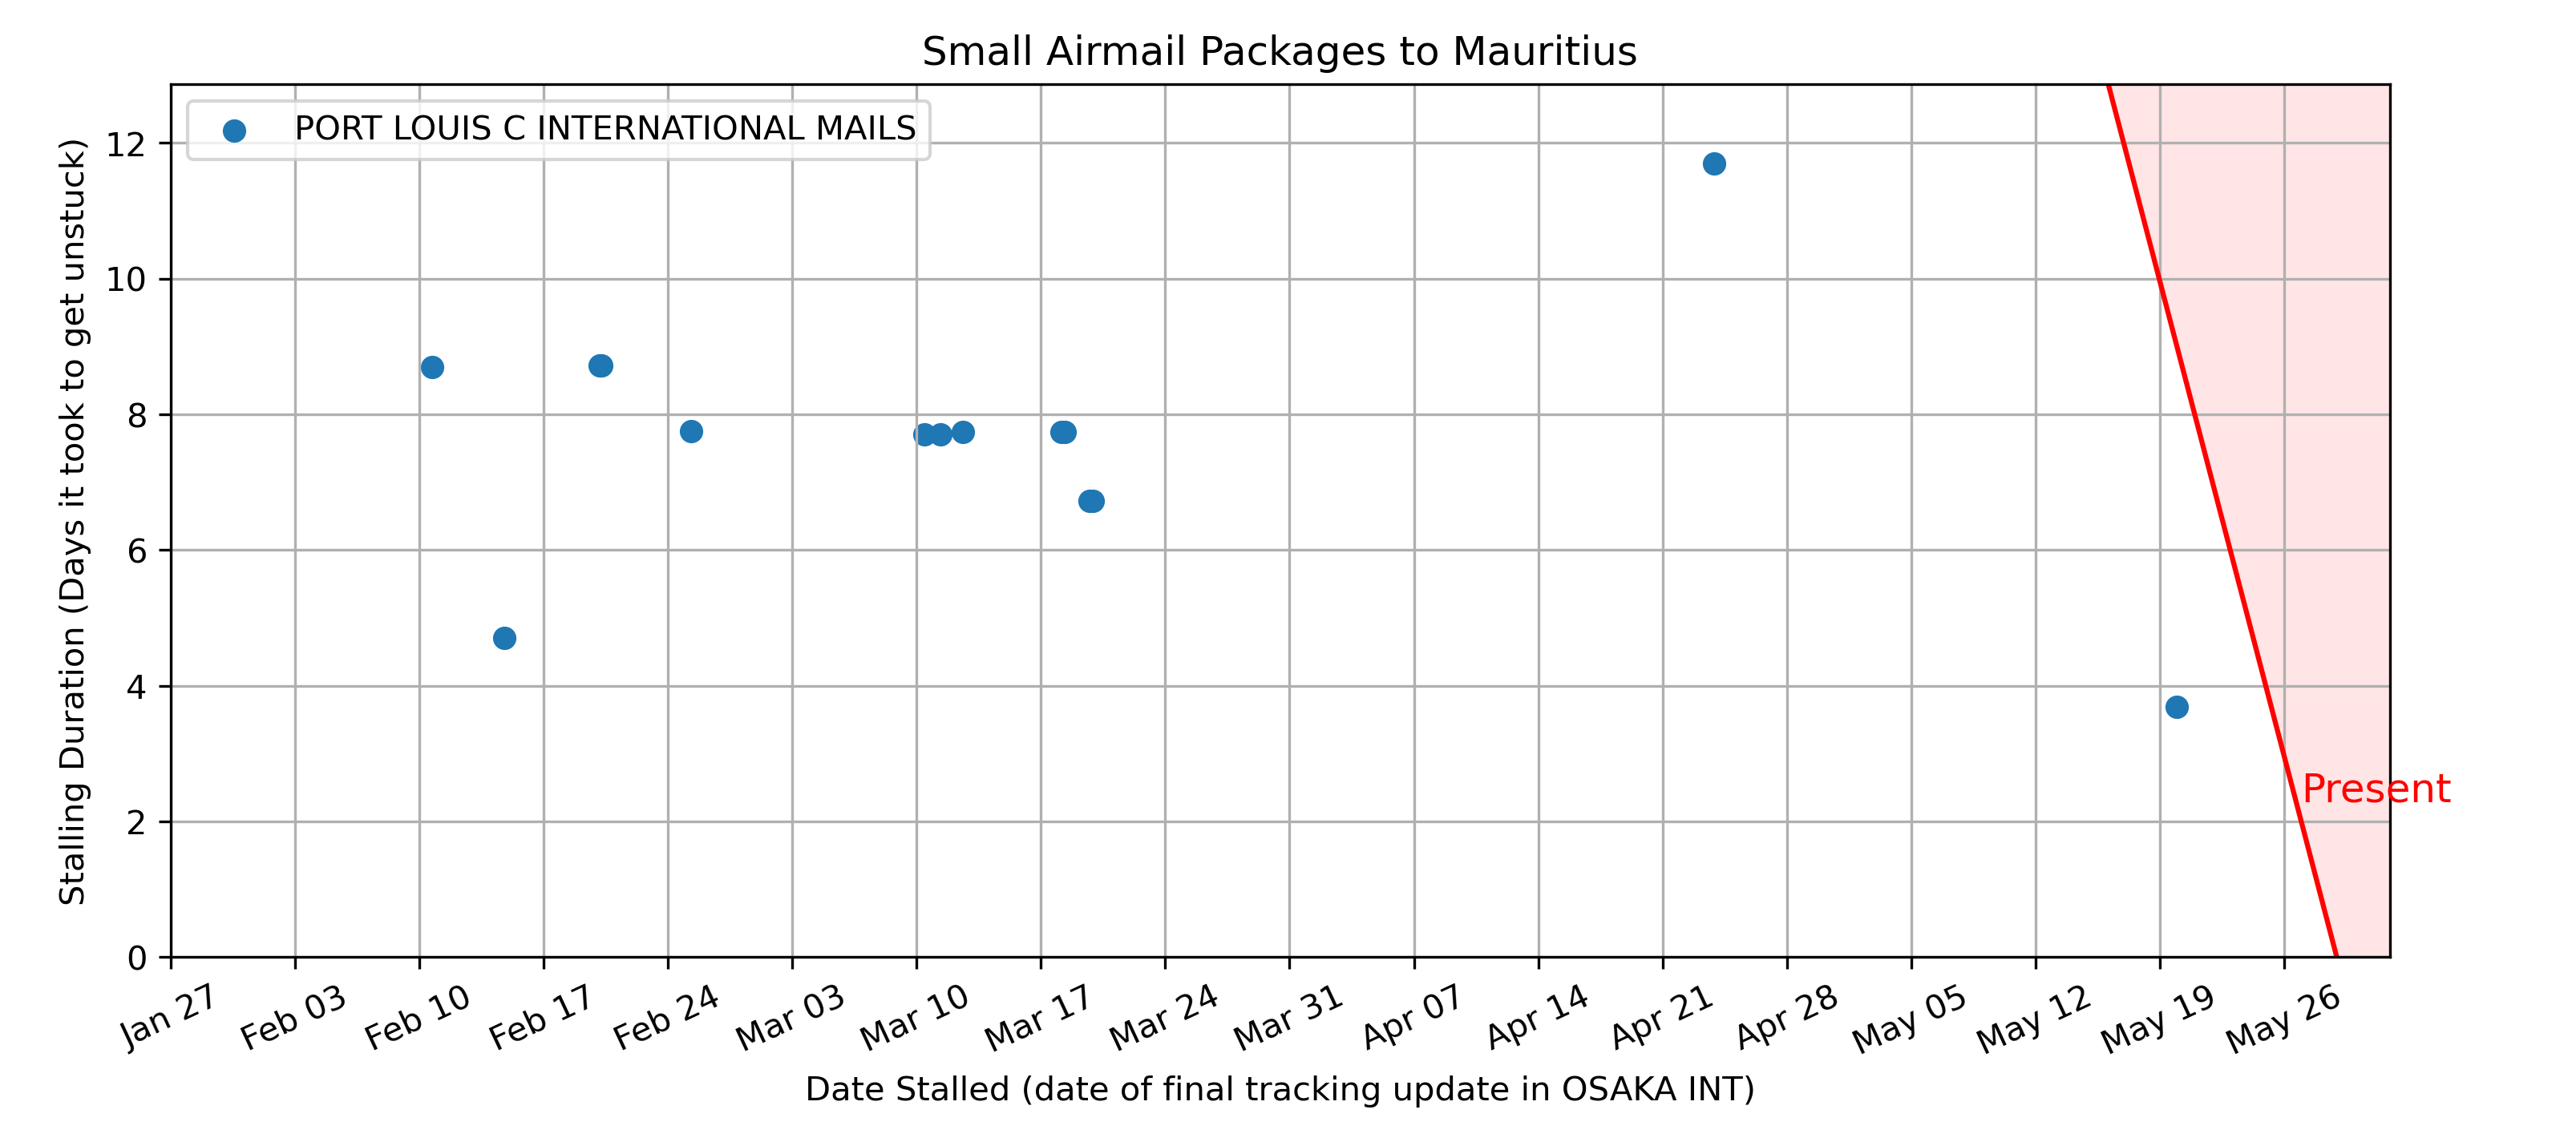 Small Airmail Packages to Mauritius
PORT LOUIS C INTERNATIONAL MAILS
Stalling Duration (Days it took to get unstuck)
12
10
8
6
4
2
0
Present
Jan 27
Feb 03
Feb 10
Feb 17
Feb 24
Mar 03
Mar 10
Mar 17
Mar 24
Mar 31
Apr 07
Apr 14
Apr 21
Apr 28
May 05
May 12
May 19
May 26
Date Stalled (date of final tracking update in OSAKA INT)